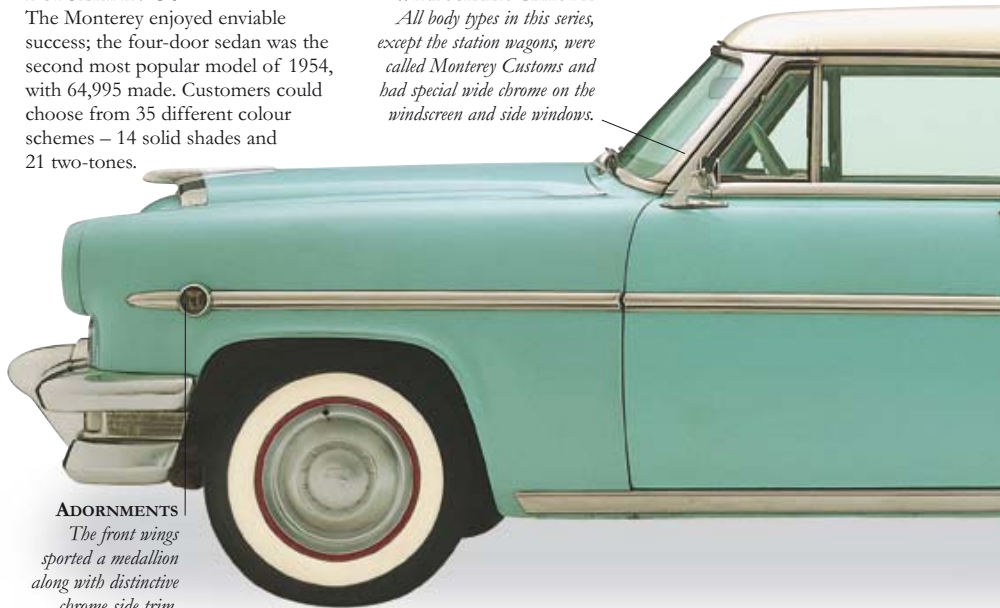 The Monterey enjoyed enviable
success; the four-door sedan was the
second most popular model of 1954,
with 64,995 made. Customers could
choose from 35 different colour
schemes – 14 solid shades and
21 two-tones.
All body types in this series,
except the station wagons, were
called Monterey Customs and
had special wide chrome on the
windscreen and side windows.
ADORNMENTS
The front wings
sported a medallion
along with distinctive
chrome side trim.